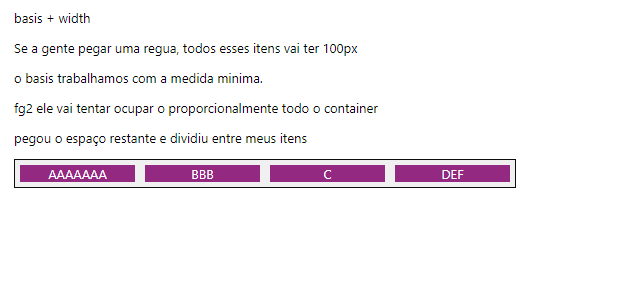 basis + width
Se a gente pegar uma regua, todos esses itens vai ter 100px
o basis trabalhamos com a medida minima.
fg2 ele vai tentar ocupar o proporcionalmente todo o container
pegou o espaço restante e dividiu entre meus itens
AAAAAAA BBB C DEF